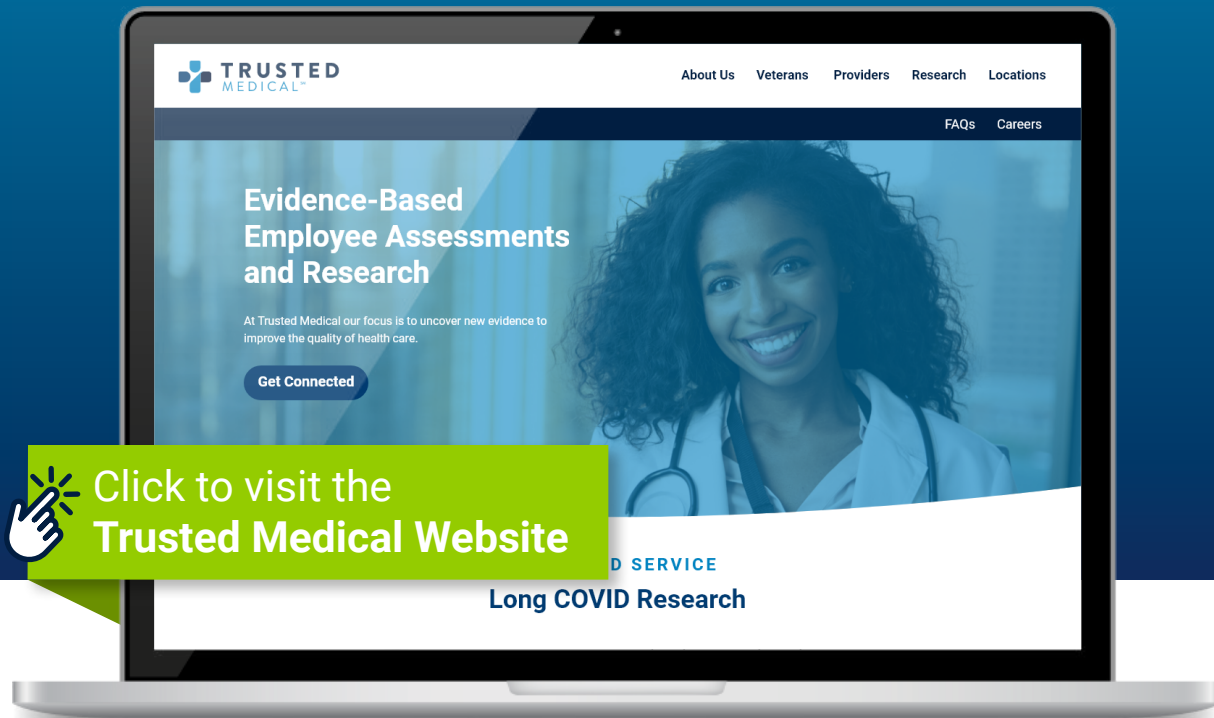 TRUSTED
MEDICAL™
About Us Veterans Providers Research Locations
FAQs Careers
Evidence-Based
Employee Assessments
and Research
At Trusted Medical our focus is to uncover new evidence to
improve the quality of health care.
Get Connected
Click to visit the
Trusted Medical Website
D SERVICE
Long COVID Research